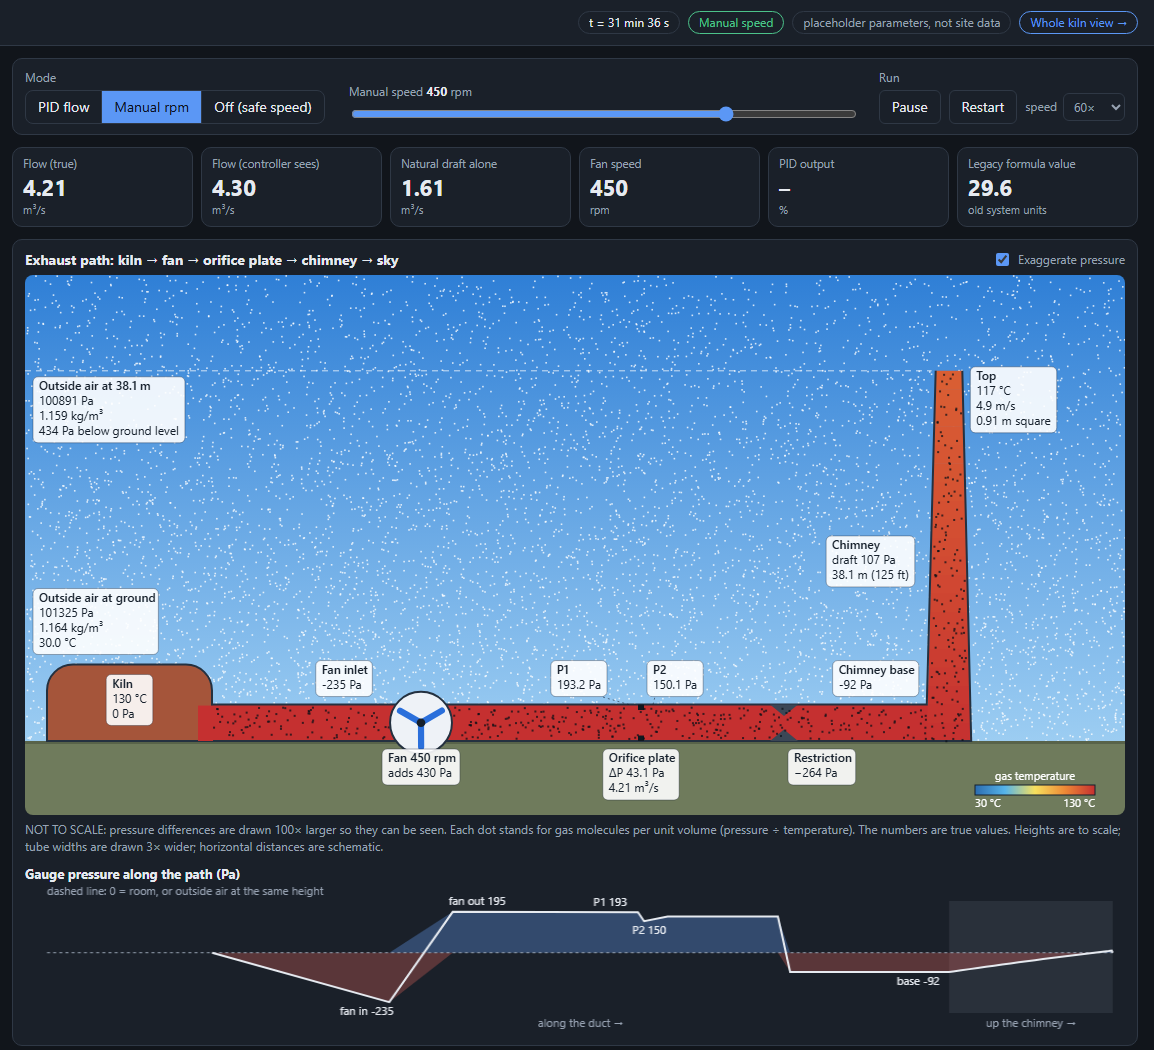 t = 31 min 36 s
Manual speed
placeholder parameters, not site data
Whole kiln view →
Mode
PID flow
Manual rpm
Off (safe speed)
Manual speed 450 rpm
Run
Pause
Restart
speed
60×
Flow (true)
4.21
m³/s
Flow (controller sees)
4.30
m³/s
Natural draft alone
1.61
m³/s
Fan speed
450
rpm
PID output
–
%
Legacy formula value
29.6
old system units
Exhaust path: kiln → fan → orifice plate → chimney → sky
Exaggerate pressure
Outside air at 38.1 m
100891 Pa
1.159 kg/m³
434 Pa below ground level
Top
117 °C
4.9 m/s
0.91 m square
Chimney
draft 107 Pa
38.1 m (125 ft)
Outside air at ground
101325 Pa
1.164 kg/m³
30.0 °C
Kiln
130 °C
0 Pa
Fan inlet
-235 Pa
P1
193.2 Pa
P2
150.1 Pa
Chimney base
-92 Pa
Fan 450 rpm
adds 430 Pa
Orifice plate
ΔP 43.1 Pa
4.21 m³/s
Restriction
−264 Pa
gas temperature
30 °C
130 °C
NOT TO SCALE: pressure differences are drawn 100× larger so they can be seen. Each dot stands for gas molecules per unit volume (pressure ÷ temperature). The numbers are true values. Heights are to scale;
tube widths are drawn 3× wider; horizontal distances are schematic.
Gauge pressure along the path (Pa)
dashed line: 0 = room, or outside air at the same height
fan out 195
P1 193
P2 150
base -92
fan in -235
along the duct →
up the chimney →